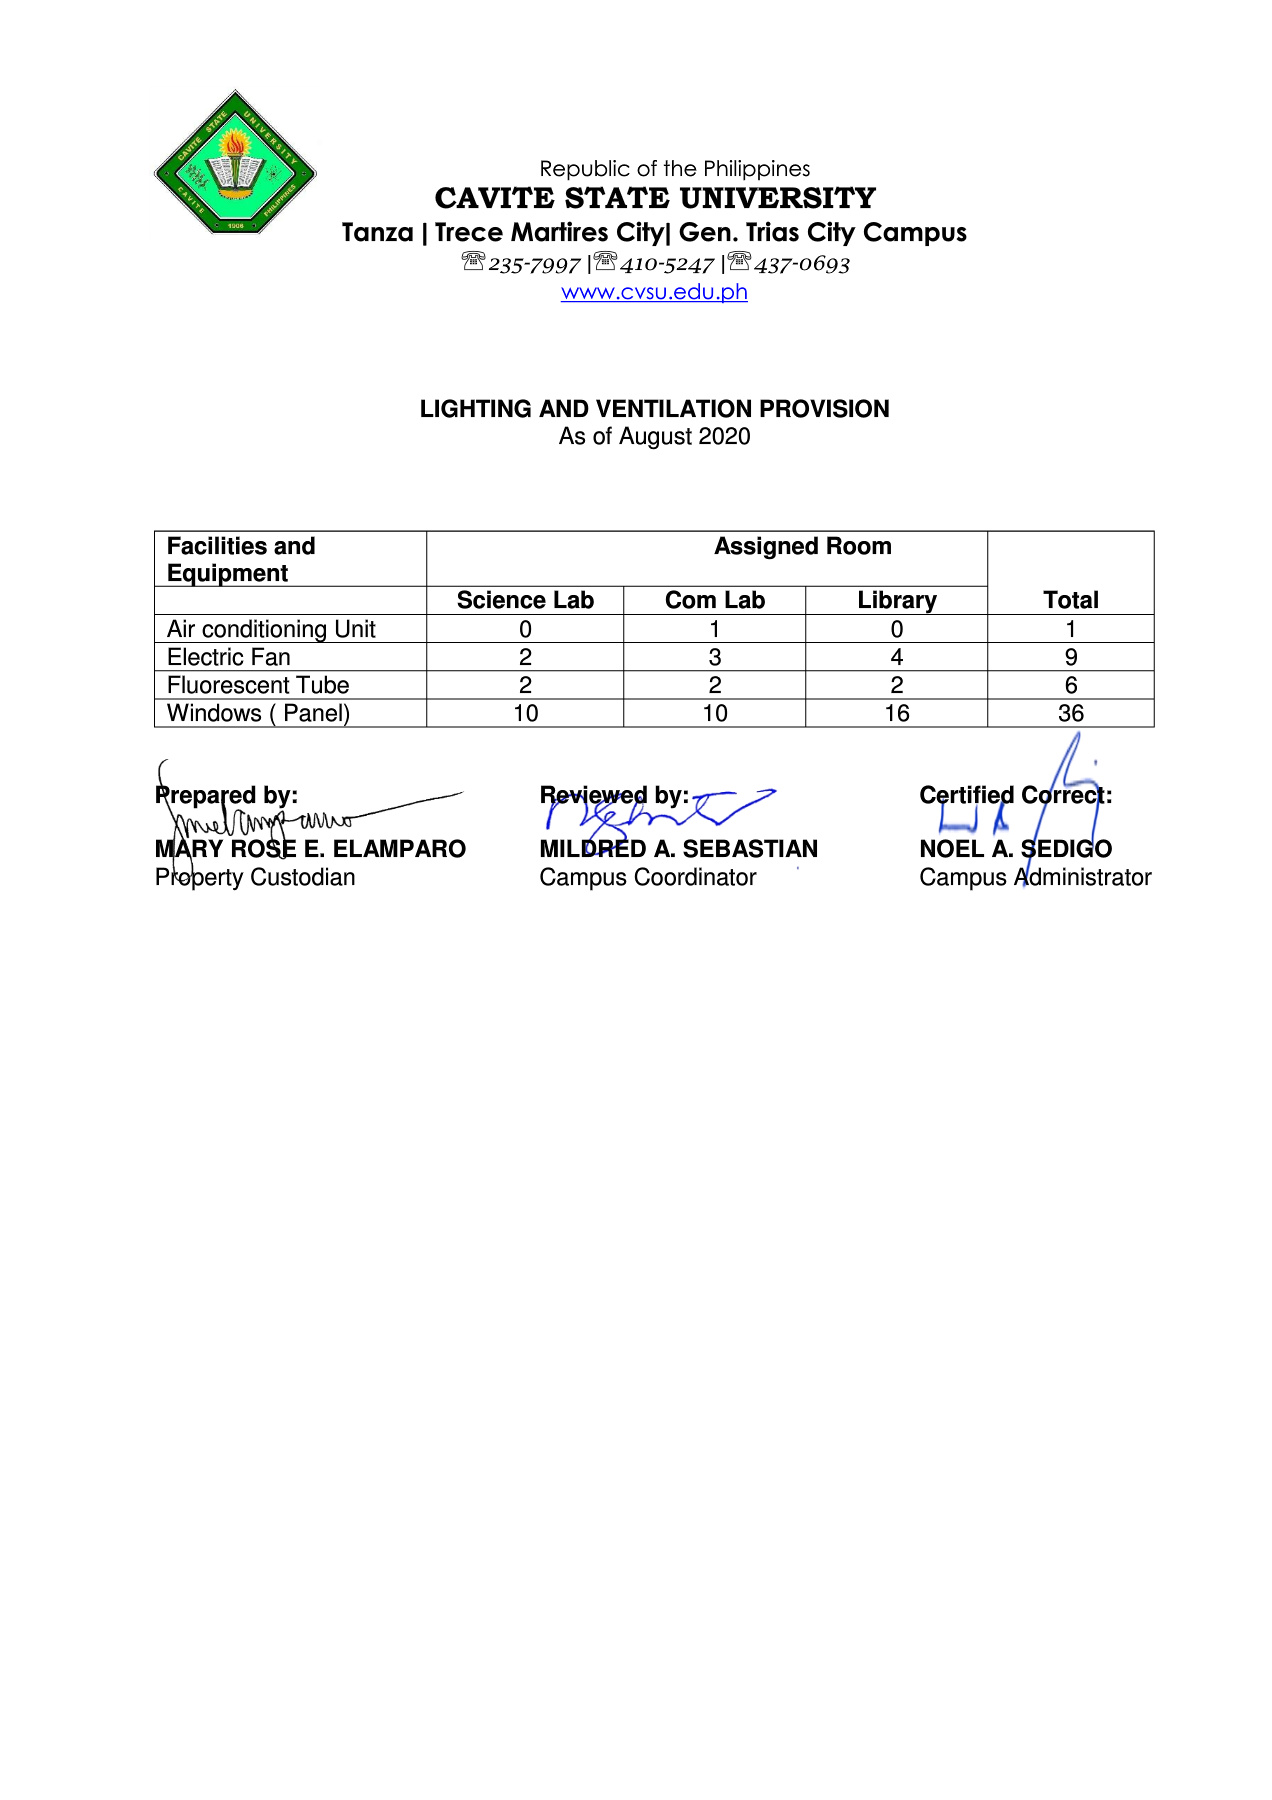 CAVITE STATE UNIVERSITY
CAVITE PHILIPPINES
1906
Republic of the Philippines
CAVITE STATE UNIVERSITY
Tanza | Trece Martires City| Gen. Trias City Campus
☏235-7997 |☏410-5247 |☏437-0693
www.cvsu.edu.ph
LIGHTING AND VENTILATION PROVISION
As of August 2020
Facilities and Equipment Assigned Room
Science Lab Com Lab Library Total
Air conditioning Unit 0 1 0 1
Electric Fan 2 3 4 9
Fluorescent Tube 2 2 2 6
Windows ( Panel) 10 10 16 36
Prepared by: Reviewed by: Certified Correct:
MARY ROSE E. ELAMPARO MILDRED A. SEBASTIAN NOEL A. SEDIGO
Property Custodian Campus Coordinator Campus Administrator